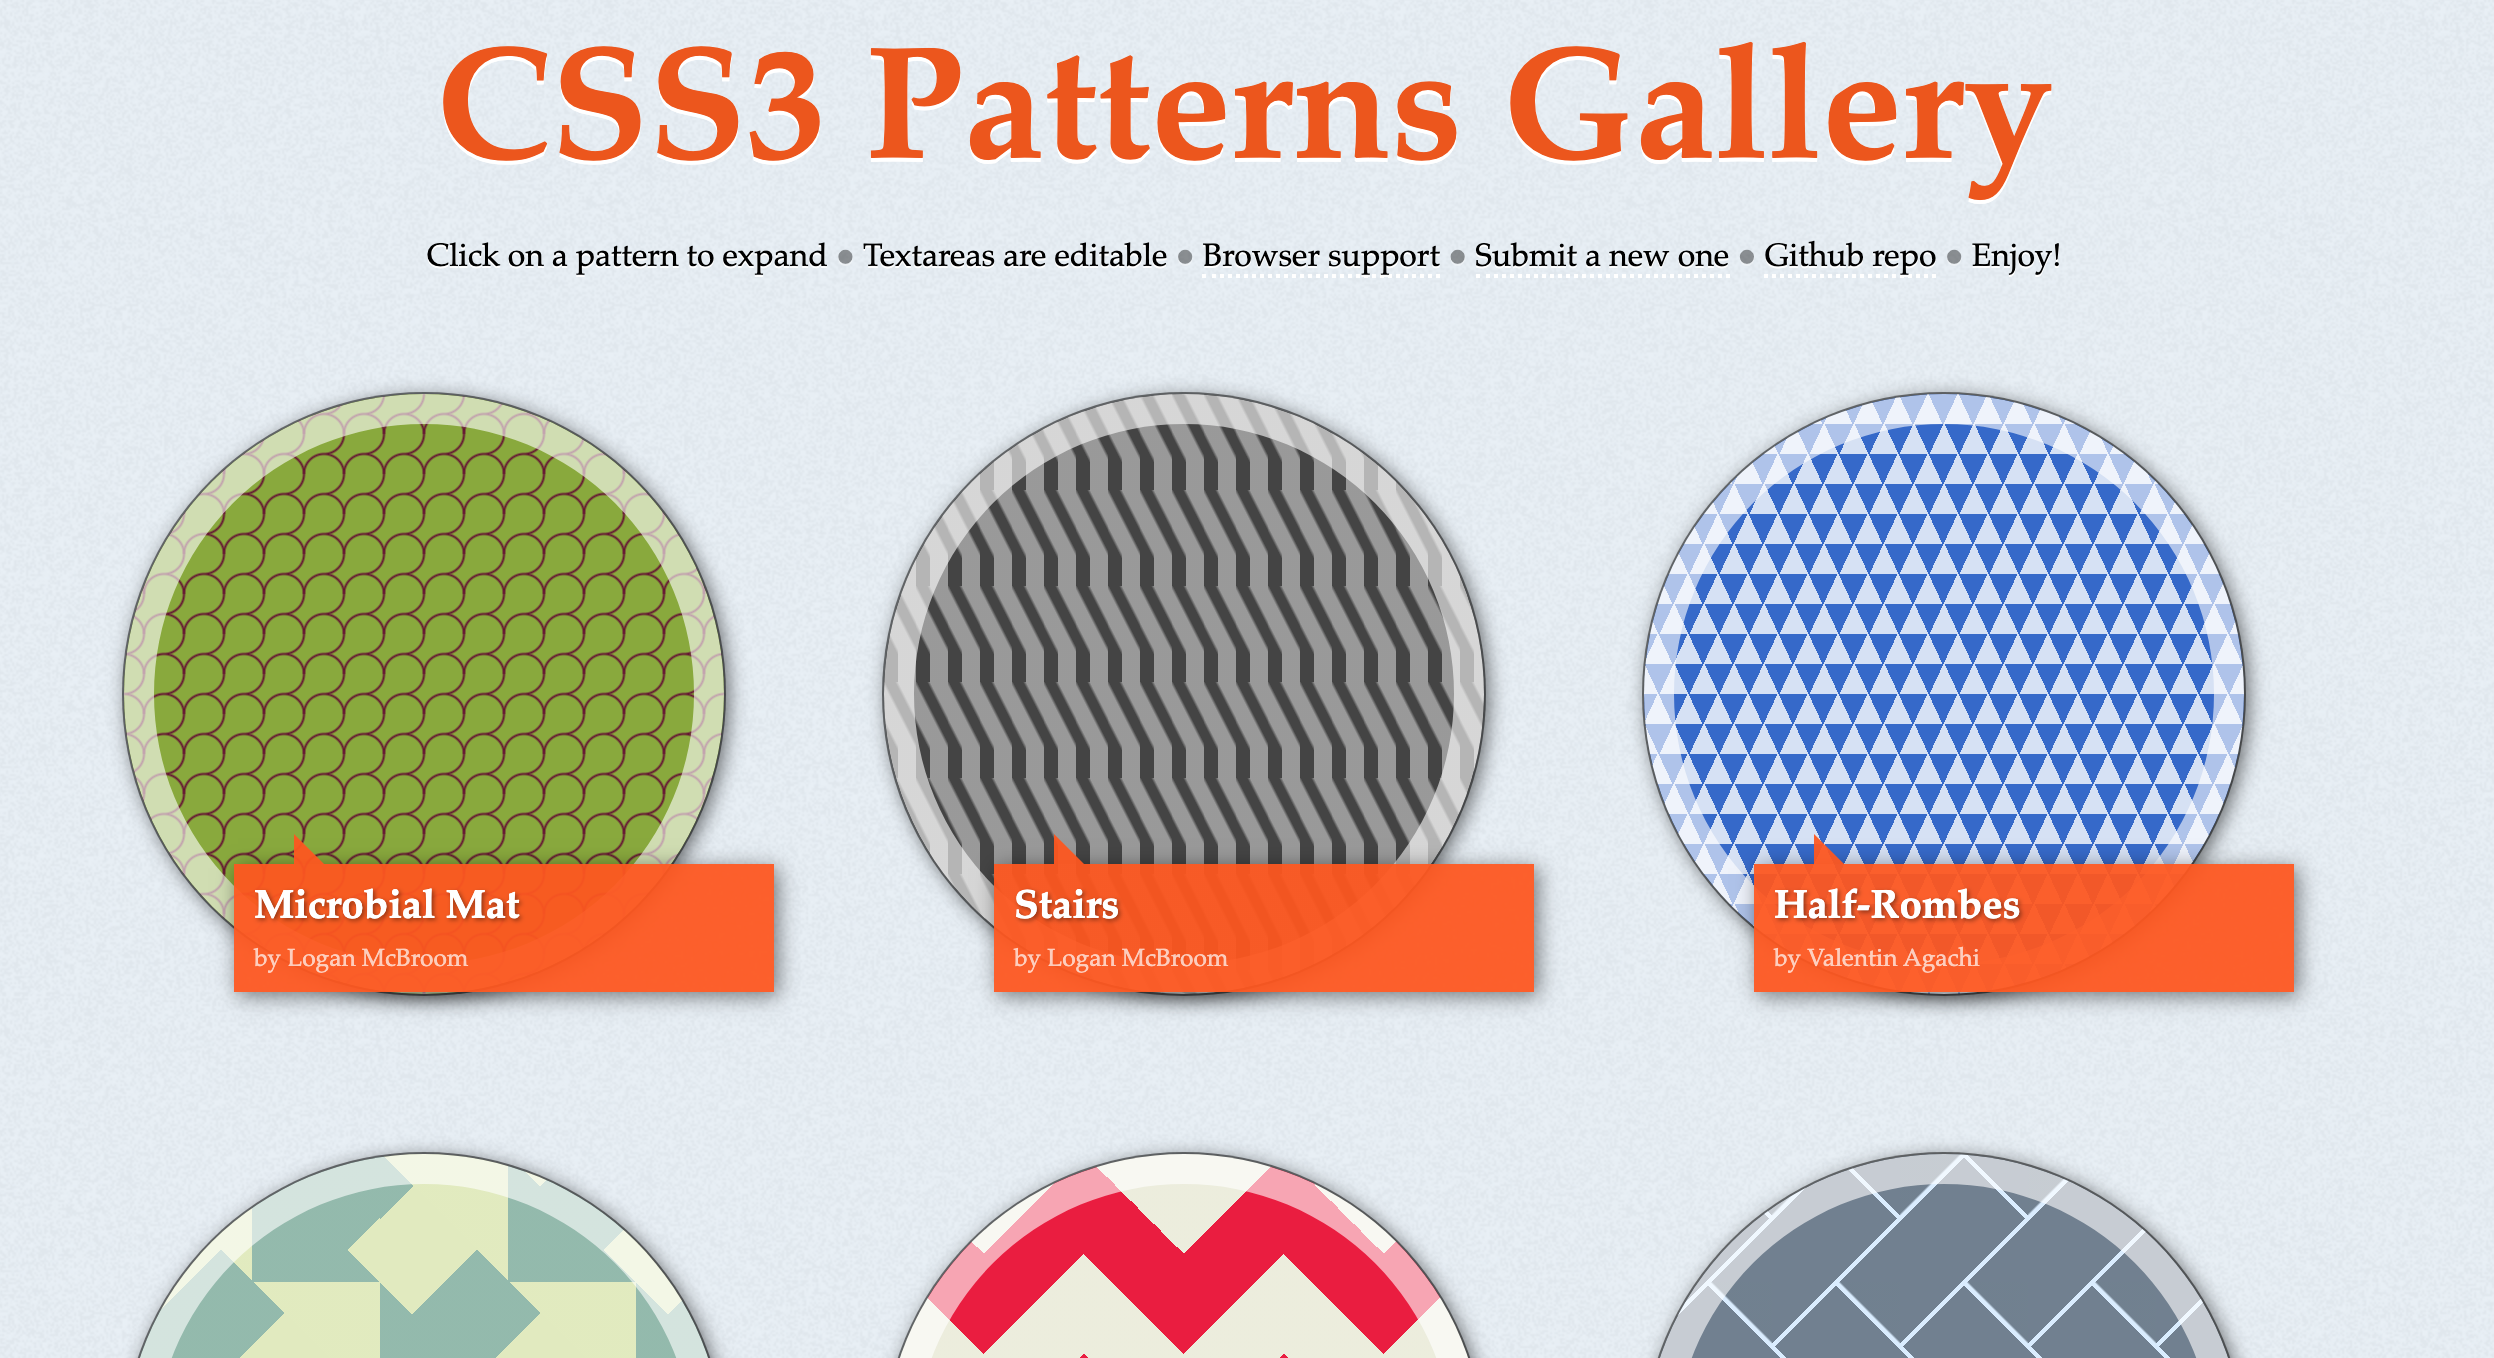 CSS3 Patterns Gallery
Click on a pattern to expand ● Textareas are editable ● Browser support ● Submit a new one ● Github repo ● Enjoy!
Microbial Mat
by Logan McBroom
Stairs
by Logan McBroom
Half-Rombes
by Valentin Agachi